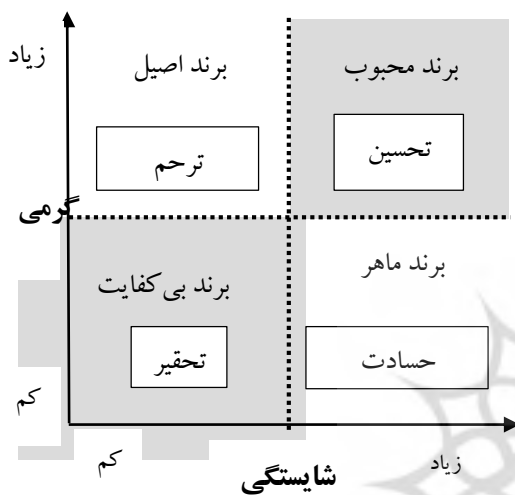 زیاد
برند محبوب
برند اصیل
تحسین
ترحم
گرمی
برند ماهر
برند بی‌کفایت
حسادت
تحقیر
کم
زیاد
کم
شایستگی